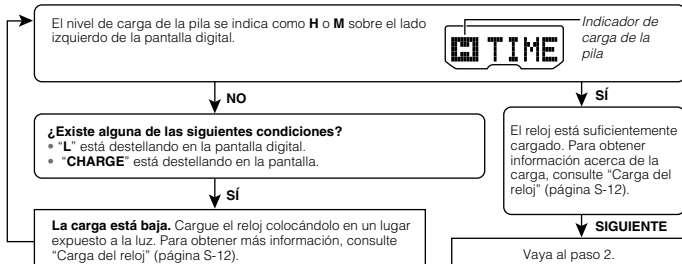 El nivel de carga de la pila se indica como H o M sobre el lado
izquierdo de la pantalla digital.
TIME
Indicador de
carga de la
pila
NO
SÍ
¿Existe alguna de las siguientes condiciones?
• "L" está destellando en la pantalla digital.
• "CHARGE" está destellando en la pantalla.
El reloj está suficientemente
cargado. Para obtener
información acerca de la
carga, consulte "Carga del
reloj" (página S-12).
SÍ
SIGUIENTE
La carga está baja. Cargue el reloj colocándolo en un lugar
expuesto a la luz. Para obtener más información, consulte
"Carga del reloj" (página S-12).
Vaya al paso 2.